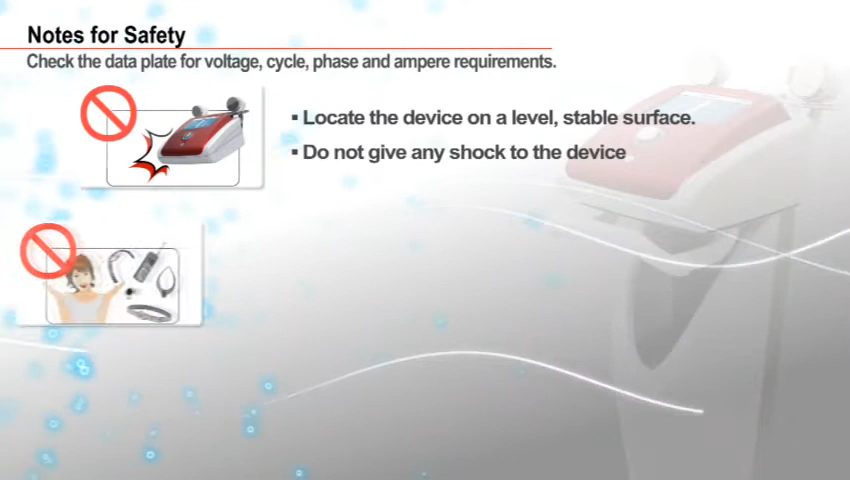 Notes for Safety
Check the data plate for voltage, cycle, phase and ampere requirements.
▪ Locate the device on a level, stable surface.
▪ Do not give any shock to the device